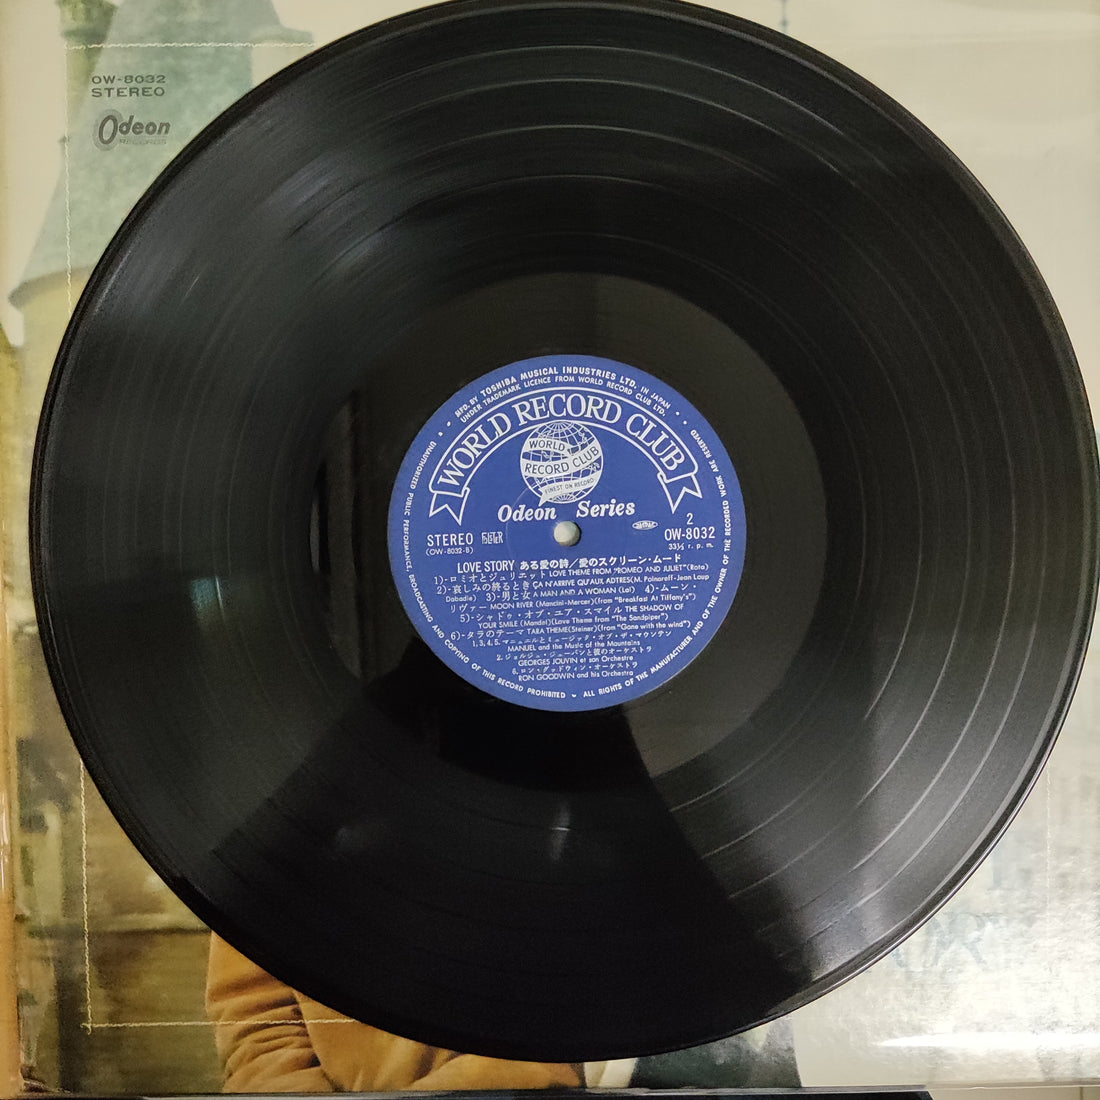 OW-8032
STEREO
Odeon
RECORDS
MFD. BY TOSHIBA MUSICAL INDUSTRIES LTD. IN JAPAN
UNDER TRADEMARK LICENCE FROM WORLD RECORD CLUB LTD.
WORLD RECORD CLUB
WORLD
RECORD CLUB
FINEST ON RECORD
Odeon Series
STEREO
(OW-8032-B)
2
OW-8032
33⅓ r. p. m.
LOVE STORY ある愛の詩/愛のスクリーン・ムード
1)-ロミオとジュリエット LOVE THEME FROM "ROMEO AND JULIET"(Rota)
2)-哀しみの終るとき ÇA N'ARRIVE QU'AUX ADTRES(M. Polnareff-Jean Loup
Dabadie) 3)-男と女 A MAN AND A WOMAN (Lai) 4)-ムーン・
リヴァー MOON RIVER (Mancini-Mercer)(from "Breakfast At Tiffany's")
5)-シャドゥ・オブ・ユア・スマイル THE SHADOW OF
YOUR SMILE (Mandel)(Love Theme from "The Sandpiper")
6)-タラのテーマ TARA THEME(Steiner)(from "Gone with the wind")
1, 3, 4, 5. マニュエルとミュージック・オブ・ザ・マウンテン
MANUEL and the Music of the Mountains
2. ジョルジュ・ジューバンと彼のオーケストラ
GEORGES JOUVIN et son Orchestre
6. ロン・グッドウィン・オーケストラ
RON GOODWIN and his Orchestra
UNAUTHORIZED PUBLIC PERFORMANCE, BROADCASTING AND COPYING OF THIS RECORD PROHIBITED - ALL RIGHTS OF THE MANUFACTURES AND OF THE OWNER OF THE RECORDED WORK ARE RESERVED